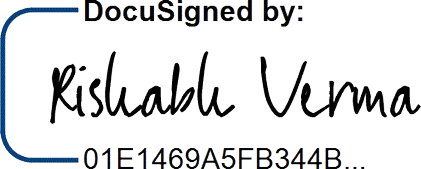 DocuSigned by:
Rishabh Verma
01E1469A5FB344B...